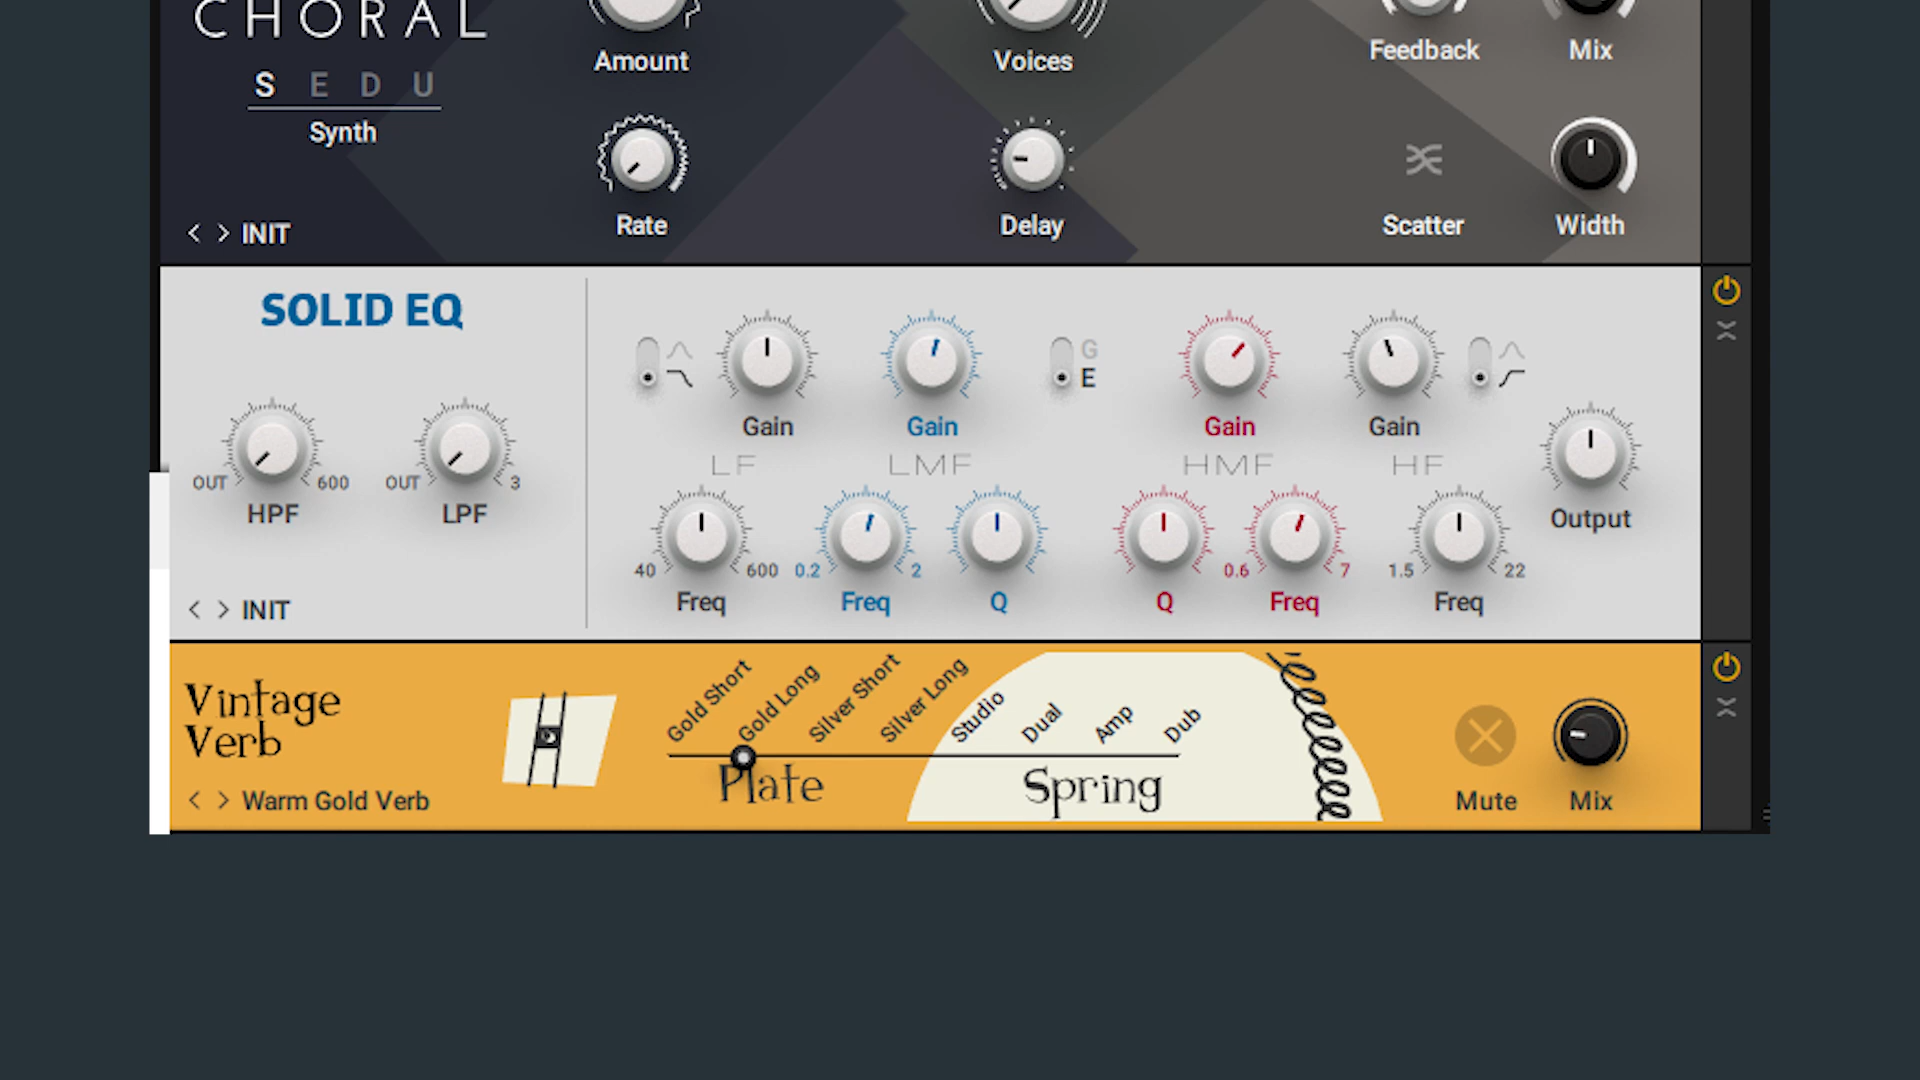 CHORAL
Amount
Voices
Feedback
Mix
S E D U
Synth
Rate
Delay
Scatter
Width
< > INIT
SOLID EQ
G
E
Gain
Gain
Gain
Gain
LF
LMF
HMF
HF
OUT
600
OUT
3
HPF
LPF
Output
40
600
0.2
2
0.6
7
1.5
22
Freq
Freq
Q
Q
Freq
Freq
< > INIT
Vintage
Verb
Gold Short
Gold Long
Silver Short
Silver Long
Studio
Dual
Amp
Dub
Plate
Spring
< > Warm Gold Verb
Mute
Mix